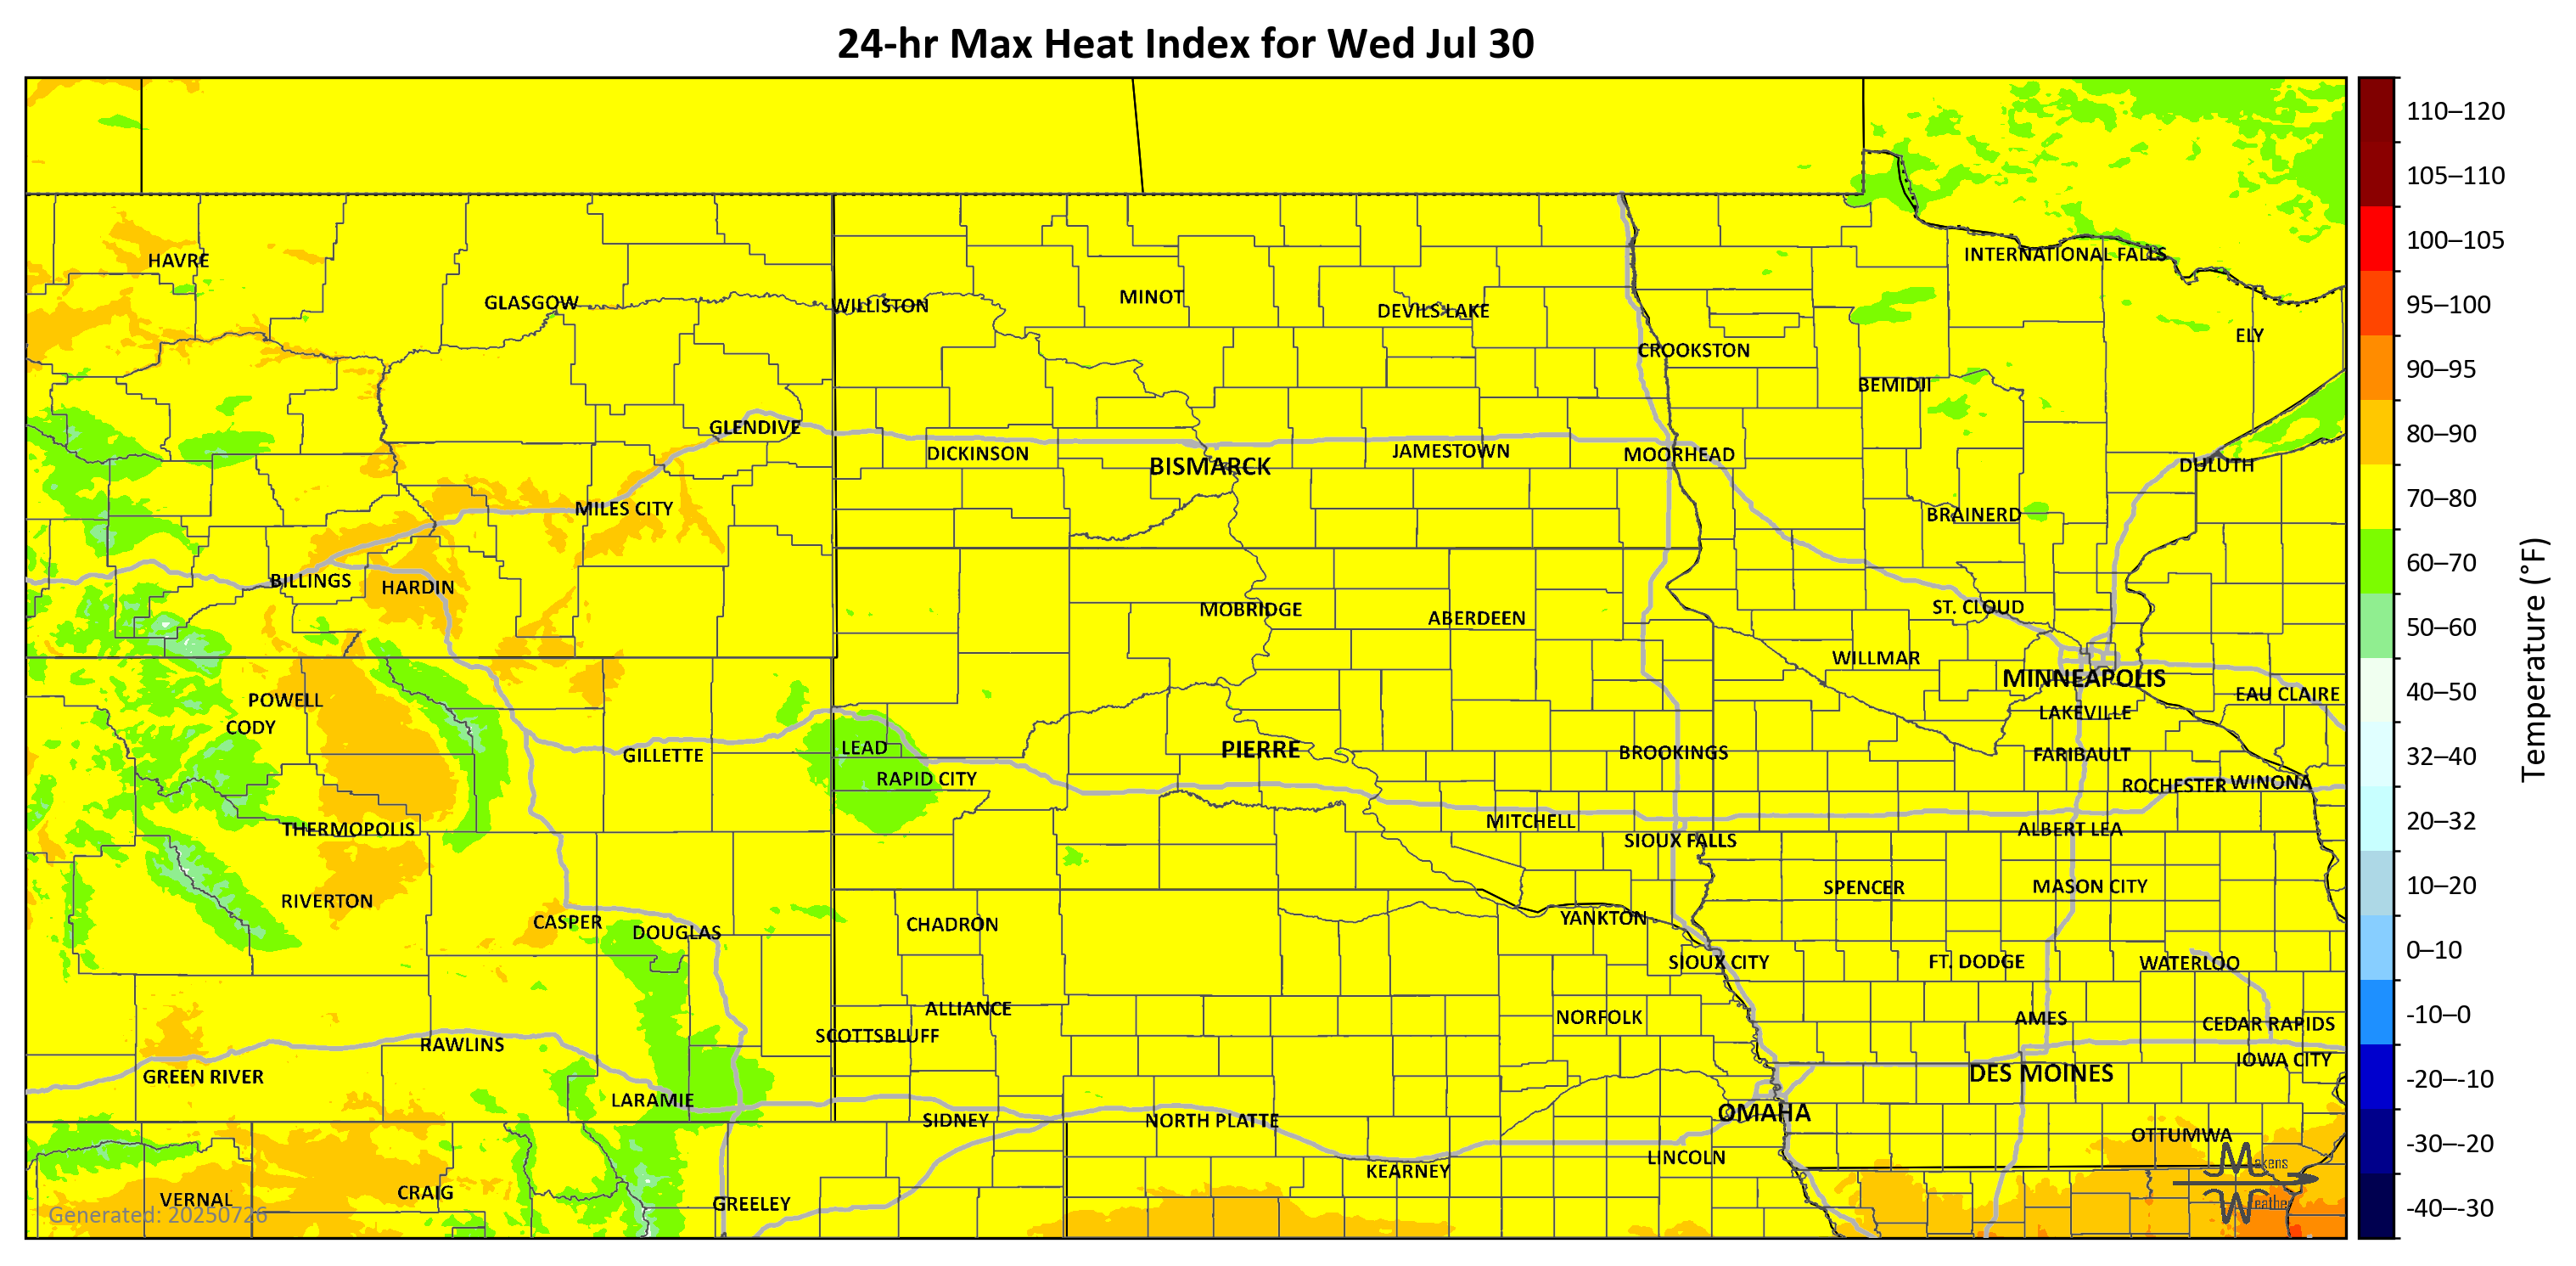 24-hr Max Heat Index for Wed Jul 30
110–120
105–110
100–105
95–100
90–95
80–90
70–80
60–70
50–60
40–50
32–40
20–32
10–20
0–10
-10–0
-20–-10
-30–-20
-40–-30
Temperature (°F)
INTERNATIONAL FALLS
HAVRE
GLASGOW
WILLISTON
MINOT
DEVILS LAKE
ELY
CROOKSTON
BEMIDJI
GLENDIVE
DICKINSON
BISMARCK
JAMESTOWN
MOORHEAD
DULUTH
MILES CITY
BRAINERD
BILLINGS
HARDIN
MOBRIDGE
ABERDEEN
ST. CLOUD
WILLMAR
MINNEAPOLIS
EAU CLAIRE
POWELL
CODY
LAKEVILLE
GILLETTE
LEAD
PIERRE
BROOKINGS
FARIBAULT
RAPID CITY
ROCHESTER
WINONA
THERMOPOLIS
MITCHELL
SIOUX FALLS
ALBERT LEA
RIVERTON
SPENCER
MASON CITY
CASPER
DOUGLAS
CHADRON
YANKTON
SIOUX CITY
FT. DODGE
WATERLOO
ALLIANCE
NORFOLK
AMES
CEDAR RAPIDS
SCOTTSBLUFF
RAWLINS
IOWA CITY
GREEN RIVER
DES MOINES
LARAMIE
OMAHA
SIDNEY
NORTH PLATTE
OTTUMWA
LINCOLN
KEARNEY
VERNAL
CRAIG
GREELEY
Makens
Weather
Generated: 20250726